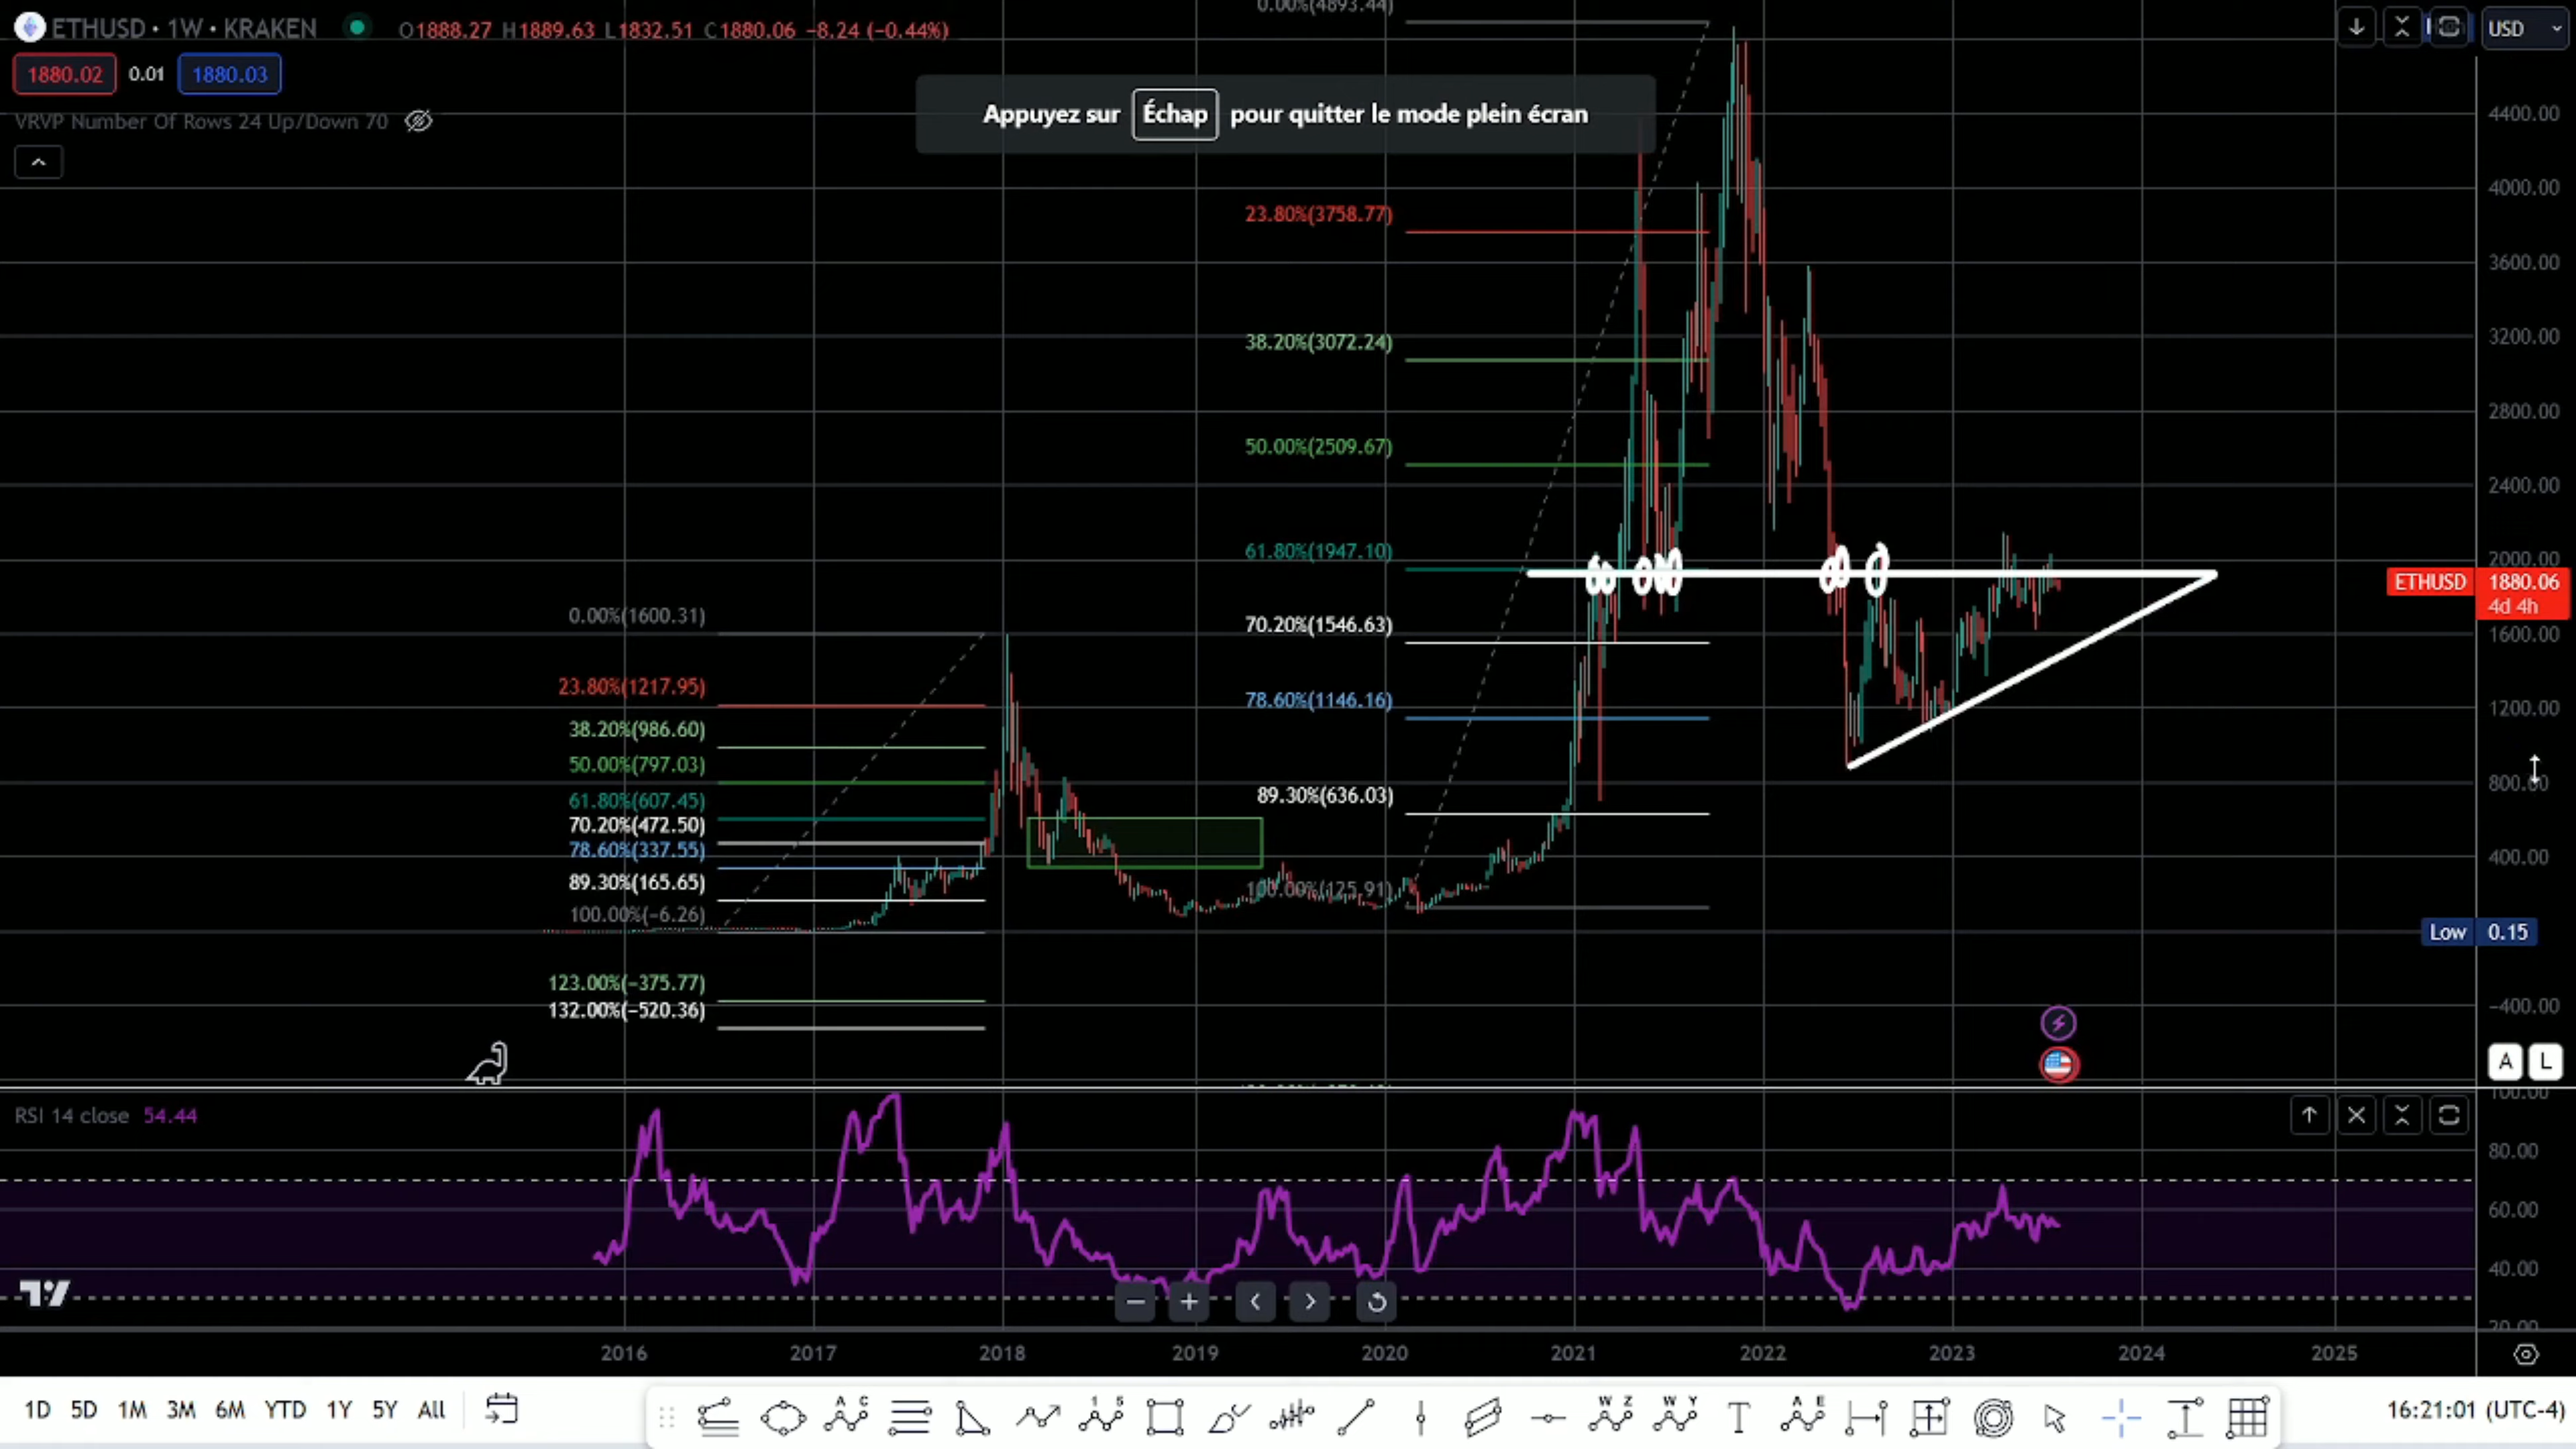 ETHUSD • 1W • KRAKEN O1888.27 H1889.63 L1832.51 C1880.06 −8.24 (−0.44%)
0.00%(4893.44)
USD
1880.02 0.01 1880.03
VRVP Number Of Rows 24 Up/Down 70
Appuyez sur Échap pour quitter le mode plein écran
4400.00
4000.00
23.80%(3758.77)
3600.00
38.20%(3072.24)
3200.00
2800.00
50.00%(2509.67)
2400.00
61.80%(1947.10)
2000.00
ETHUSD 1880.06
4d 4h
0.00%(1600.31)
70.20%(1546.63)
1600.00
23.80%(1217.95)
78.60%(1146.16)
1200.00
38.20%(986.60)
50.00%(797.03)
800.00
61.80%(607.45)
89.30%(636.03)
70.20%(472.50)
78.60%(337.55)
400.00
89.30%(165.65)
100.00%(125.91)
100.00%(−6.26)
Low 0.15
123.00%(−375.77)
132.00%(−520.36)
−400.00
A L
100.00
RSI 14 close 54.44
80.00
60.00
40.00
20.00
2016 2017 2018 2019 2020 2021 2022 2023 2024 2025
1D 5D 1M 3M 6M YTD 1Y 5Y All
A C
1 5
W Z
W Y
T
A E
16:21:01 (UTC-4)